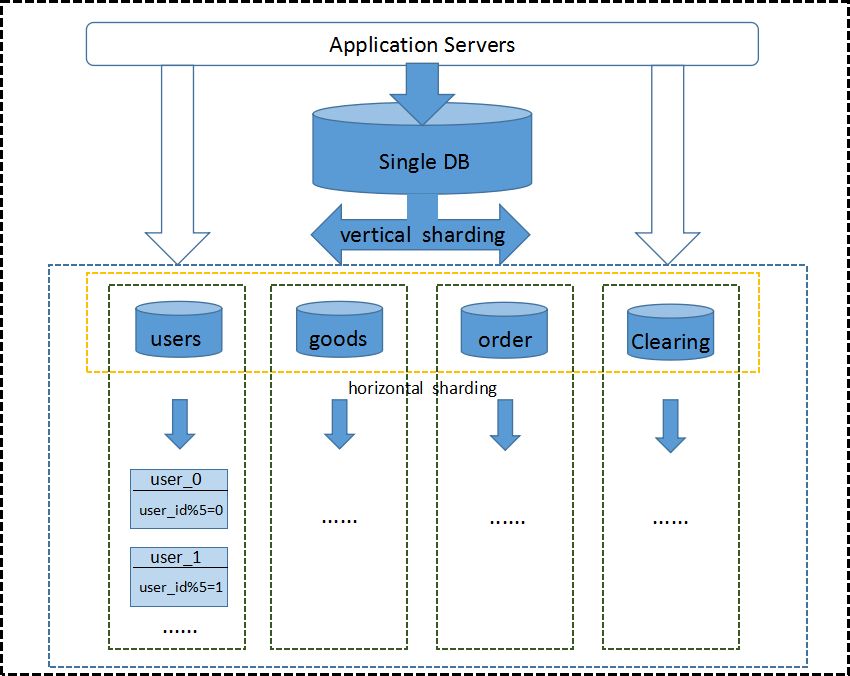 Application Servers
Single DB
vertical sharding
users
goods
order
Clearing
horizontal sharding
user_0
user_id%5=0
......
......
......
user_1
user_id%5=1
......